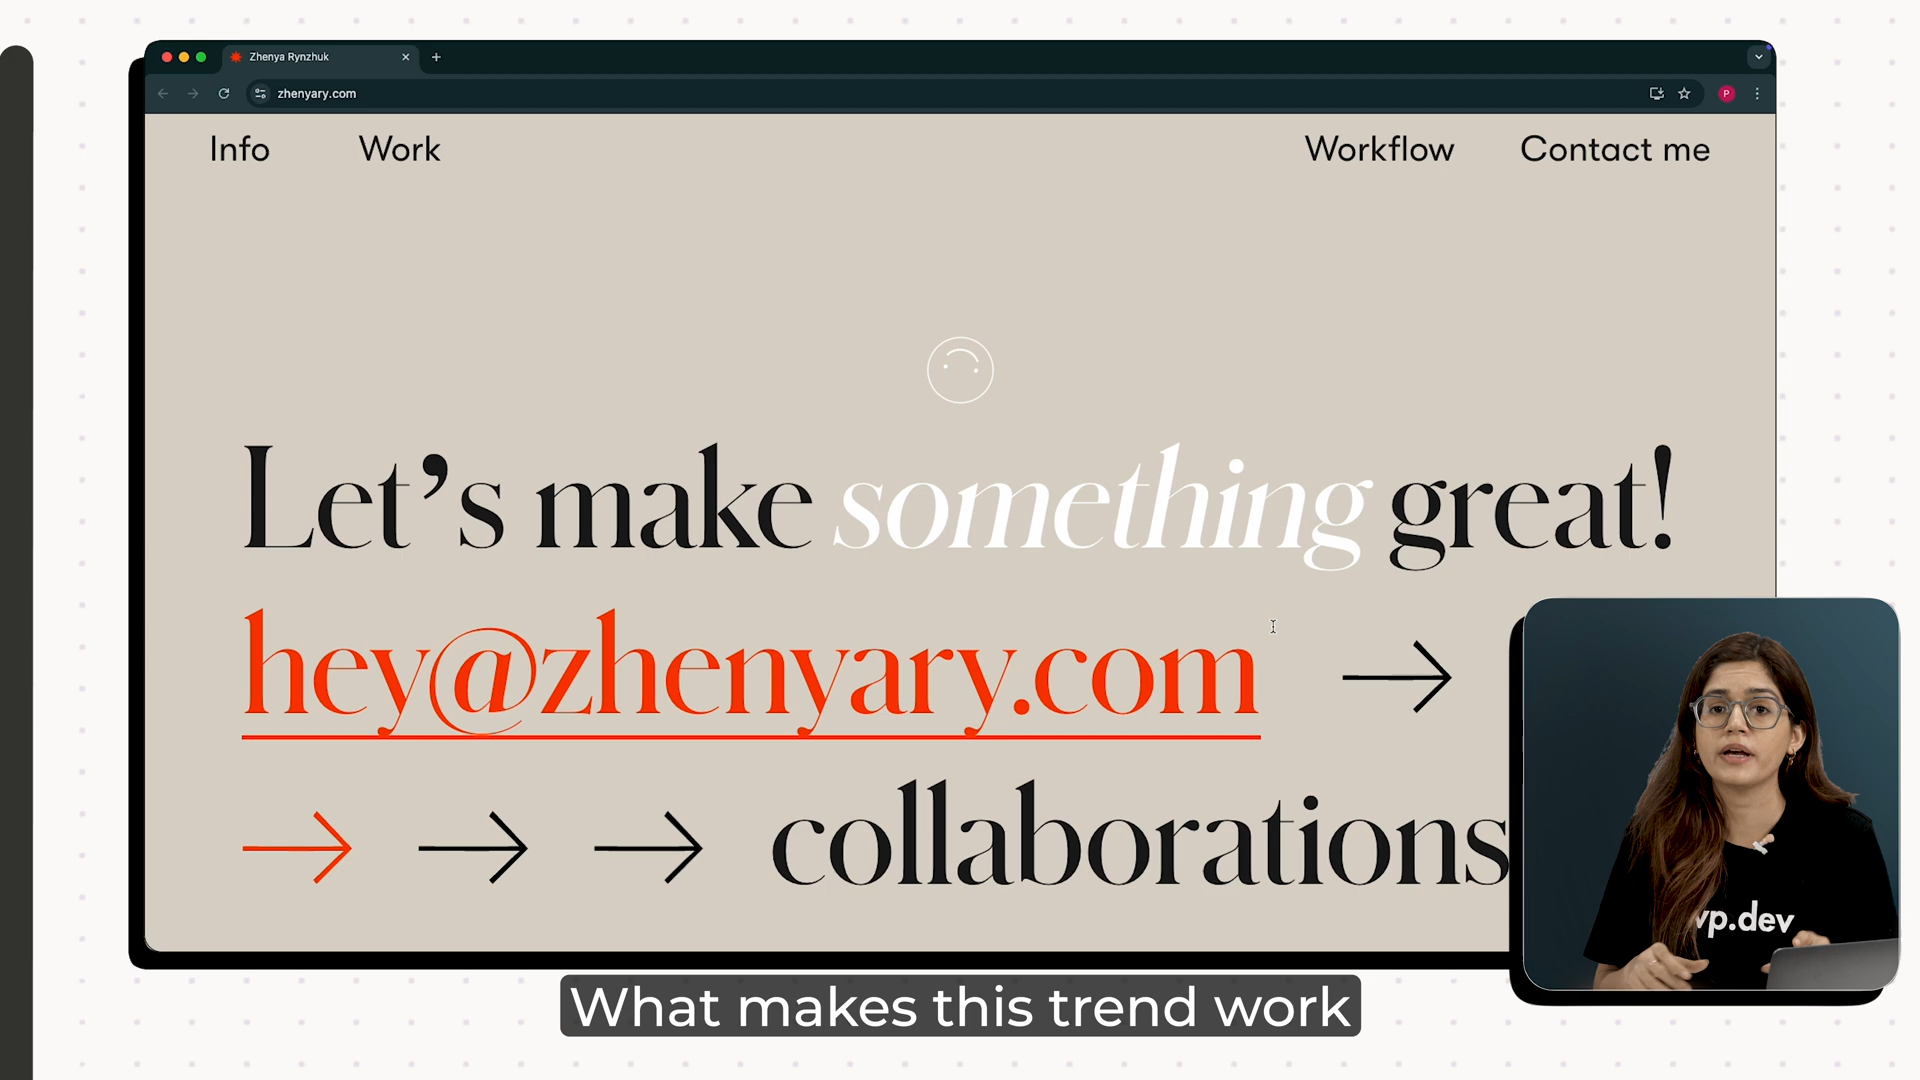 Zhenya Rynzhuk
zhenyary.com
P
Info Work Workflow Contact me
Let’s make something great!
hey@zhenyary.com
collaborations
vp.dev
What makes this trend work